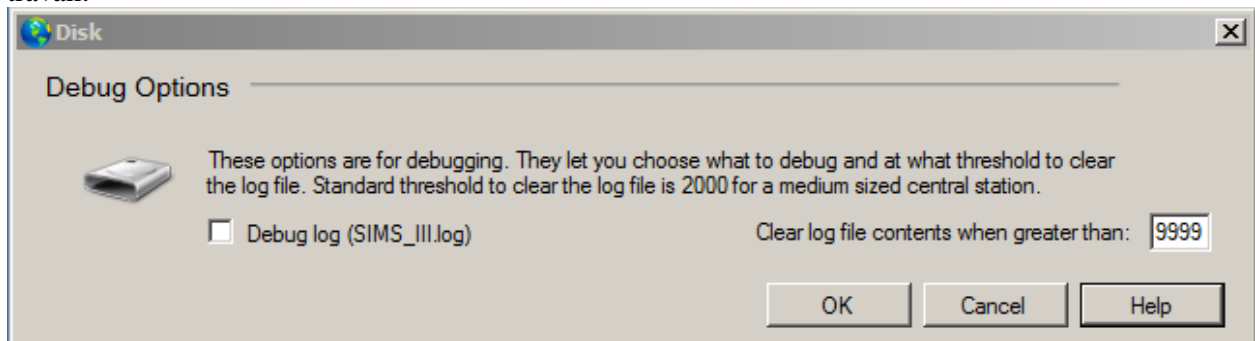 Disk
Debug Options
These options are for debugging. They let you choose what to debug and at what threshold to clear
the log file. Standard threshold to clear the log file is 2000 for a medium sized central station.
Debug log (SIMS_III.log) Clear log file contents when greater than: 9999
OK Cancel Help